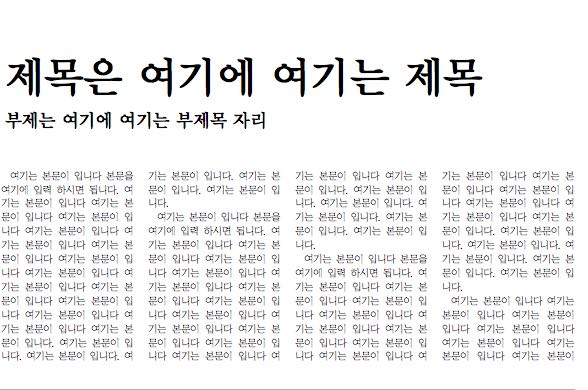 제목은 여기에 여기는 제목
부제는 여기에 여기는 부제목 자리
여기는 본문이 입니다 본문을
여기에 입력 하시면 됩니다. 여
기는 본문이 입니다 여기는 본
문이 입니다 여기는 본문이 입
니다 여기는 본문이 입니다 여
기는 본문이 입니다 여기는 본
문이 입니다 여기는 본문이 입
니다 여기는 본문이 입니다 여
기는 본문이 입니다 여기는 본
문이 입니다 여기는 본문이 입
니다 여기는 본문이 입니다 여
기는 본문이 입니다 여기는 본
문이 입니다. 여기는 본문이 입
니다. 여기는 본문이 입니다. 여
기는 본문이 입니다. 여기는 본
문이 입니다. 여기는 본문이 입
니다.
여기는 본문이 입니다 본문을
여기에 입력 하시면 됩니다. 여
기는 본문이 입니다 여기는 본
문이 입니다 여기는 본문이 입
니다 여기는 본문이 입니다 여
기는 본문이 입니다 여기는 본
문이 입니다 여기는 본문이 입
니다 여기는 본문이 입니다 여
기는 본문이 입니다 여기는 본
문이 입니다 여기는 본문이 입
니다 여기는 본문이 입니다 여
기는 본문이 입니다. 여기는 본
문이 입니다. 여기는 본문이 입
니다. 여기는 본문이 입니다. 여
기는 본문이 입니다. 여기는 본
문이 입니다. 여기는 본문이 입
니다.
여기는 본문이 입니다 본문을
여기에 입력 하시면 됩니다. 여
기는 본문이 입니다 여기는 본
문이 입니다 여기는 본문이 입
니다 여기는 본문이 입니다 여
기는 본문이 입니다 여기는 본
문이 입니다 여기는 본문이 입
니다 여기는 본문이 입니다 여
기는 본문이 입니다 여기는 본
문이 입니다 여기는 본문이 입
니다 여기는 본문이 입니다 여
기는 본문이 입니다 여기는 본
문이 입니다. 여기는 본문이 입
니다. 여기는 본문이 입니다. 여
기는 본문이 입니다. 여기는 본
문이 입니다. 여기는 본문이 입
니다.
여기는 본문이 입니다 여기는
본문이 입니다 여기는 본문이
입니다 여기는 본문이 입니다
여기는 본문이 입니다 여기는
본문이 입니다 여기는 본문이